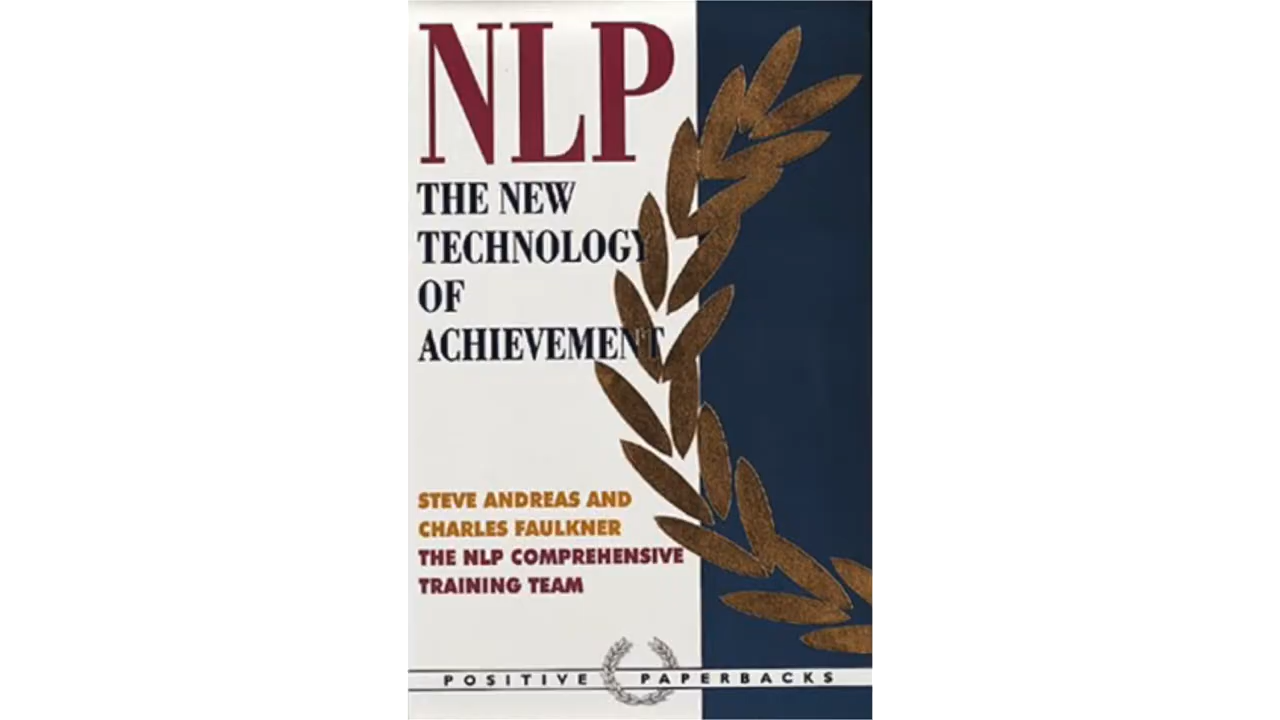 NLP
THE NEW
TECHNOLOGY
OF
ACHIEVEMENT
STEVE ANDREAS AND
CHARLES FAULKNER
THE NLP COMPREHENSIVE
TRAINING TEAM
POSITIVE PAPERBACKS